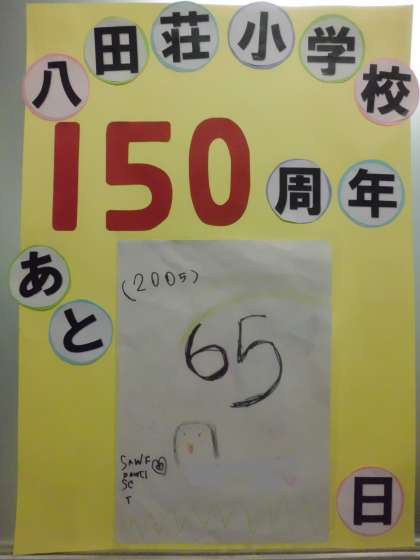 八田荘小学校
150周年
あと
(2005)
65
日